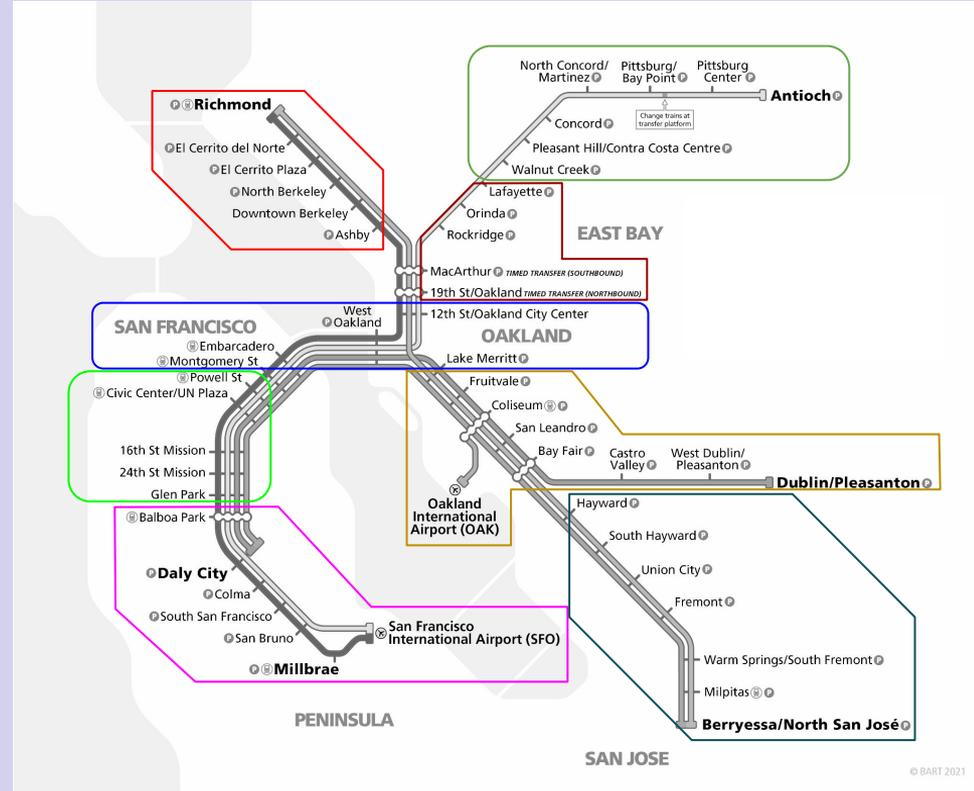 North Concord/
Martinez P
Pittsburg/
Bay Point P
Pittsburg
Center P
Antioch P
Change trains at
transfer platform
Concord P
Pleasant Hill/Contra Costa Centre P
Walnut Creek P
P Richmond
P El Cerrito del Norte
P El Cerrito Plaza
P North Berkeley
Downtown Berkeley
P Ashby
Lafayette P
Orinda P
Rockridge P
EAST BAY
MacArthur P TIMED TRANSFER (SOUTHBOUND)
19th St/Oakland TIMED TRANSFER (NORTHBOUND)
12th St/Oakland City Center
West
P Oakland
SAN FRANCISCO
OAKLAND
Embarcadero
Montgomery St
Lake Merritt P
Powell St
Civic Center/UN Plaza
16th St Mission
24th St Mission
Glen Park
Fruitvale P
Coliseum P
San Leandro P
Bay Fair P
Castro
Valley P
West Dublin/
Pleasanton P
Dublin/Pleasanton P
Oakland
International
Airport (OAK)
Balboa Park
P Daly City
P Colma
P South San Francisco
P San Bruno
P Millbrae
San Francisco
International Airport (SFO)
Hayward P
South Hayward P
Union City P
Fremont P
Warm Springs/South Fremont P
Milpitas P
Berryessa/North San José P
PENINSULA
SAN JOSE
© BART 2021